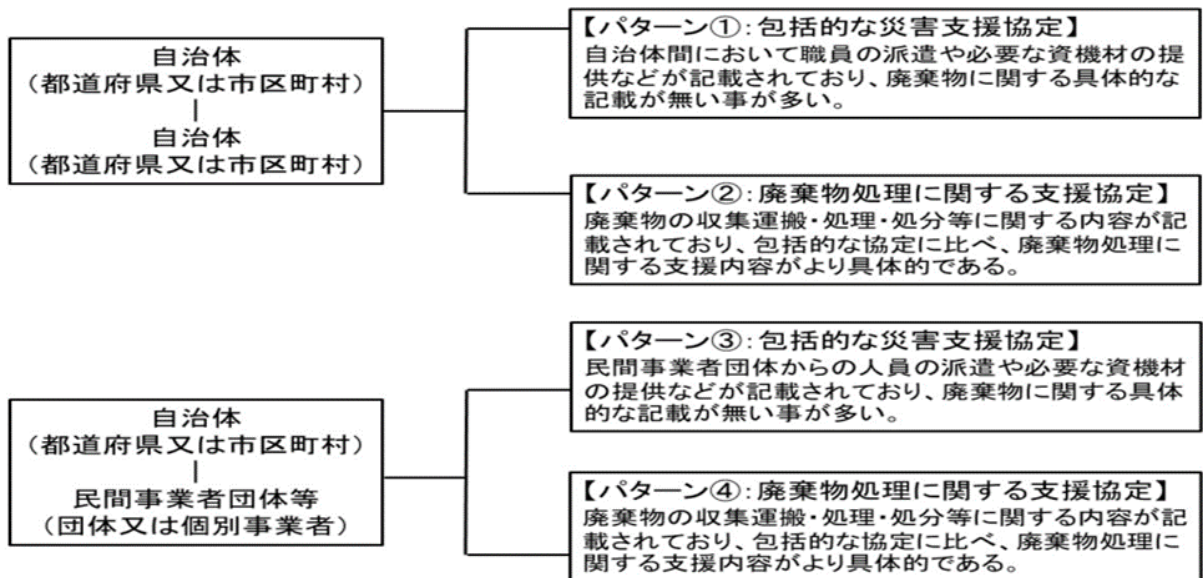 自治体
(都道府県又は市区町村)
|
自治体
(都道府県又は市区町村)
【パターン①:包括的な災害支援協定】
自治体間において職員の派遣や必要な資機材の提
供などが記載されており、廃棄物に関する具体的な
記載が無い事が多い。
【パターン②:廃棄物処理に関する支援協定】
廃棄物の収集運搬・処理・処分等に関する内容が記
載されており、包括的な協定に比べ、廃棄物処理に
関する支援内容がより具体的である。
自治体
(都道府県又は市区町村)
|
民間事業者団体等
(団体又は個別事業者)
【パターン③:包括的な災害支援協定】
民間事業者団体からの人員の派遣や必要な資機材
の提供などが記載されており、廃棄物に関する具体
的な記載が無い事が多い。
【パターン④:廃棄物処理に関する支援協定】
廃棄物の収集運搬・処理・処分等に関する内容が記
載されており、包括的な協定に比べ、廃棄物処理に
関する支援内容がより具体的である。